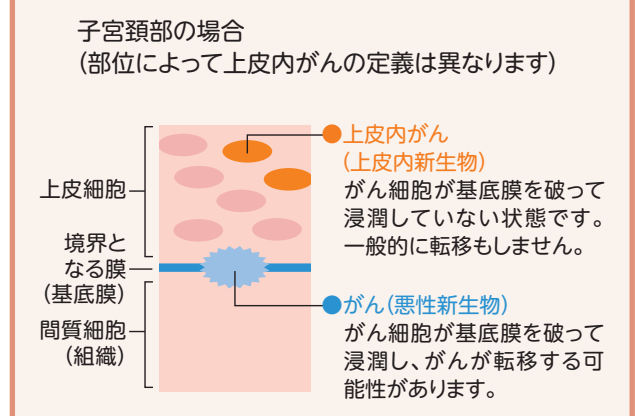 子宮頚部の場合
(部位によって上皮内がんの定義は異なります)
上皮細胞
境界と
なる膜
(基底膜)
間質細胞
(組織)
●上皮内がん
(上皮内新生物)
がん細胞が基底膜を破って
浸潤していない状態です。
一般的に転移もしません。
●がん(悪性新生物)
がん細胞が基底膜を破って
浸潤し、がんが転移する可
能性があります。